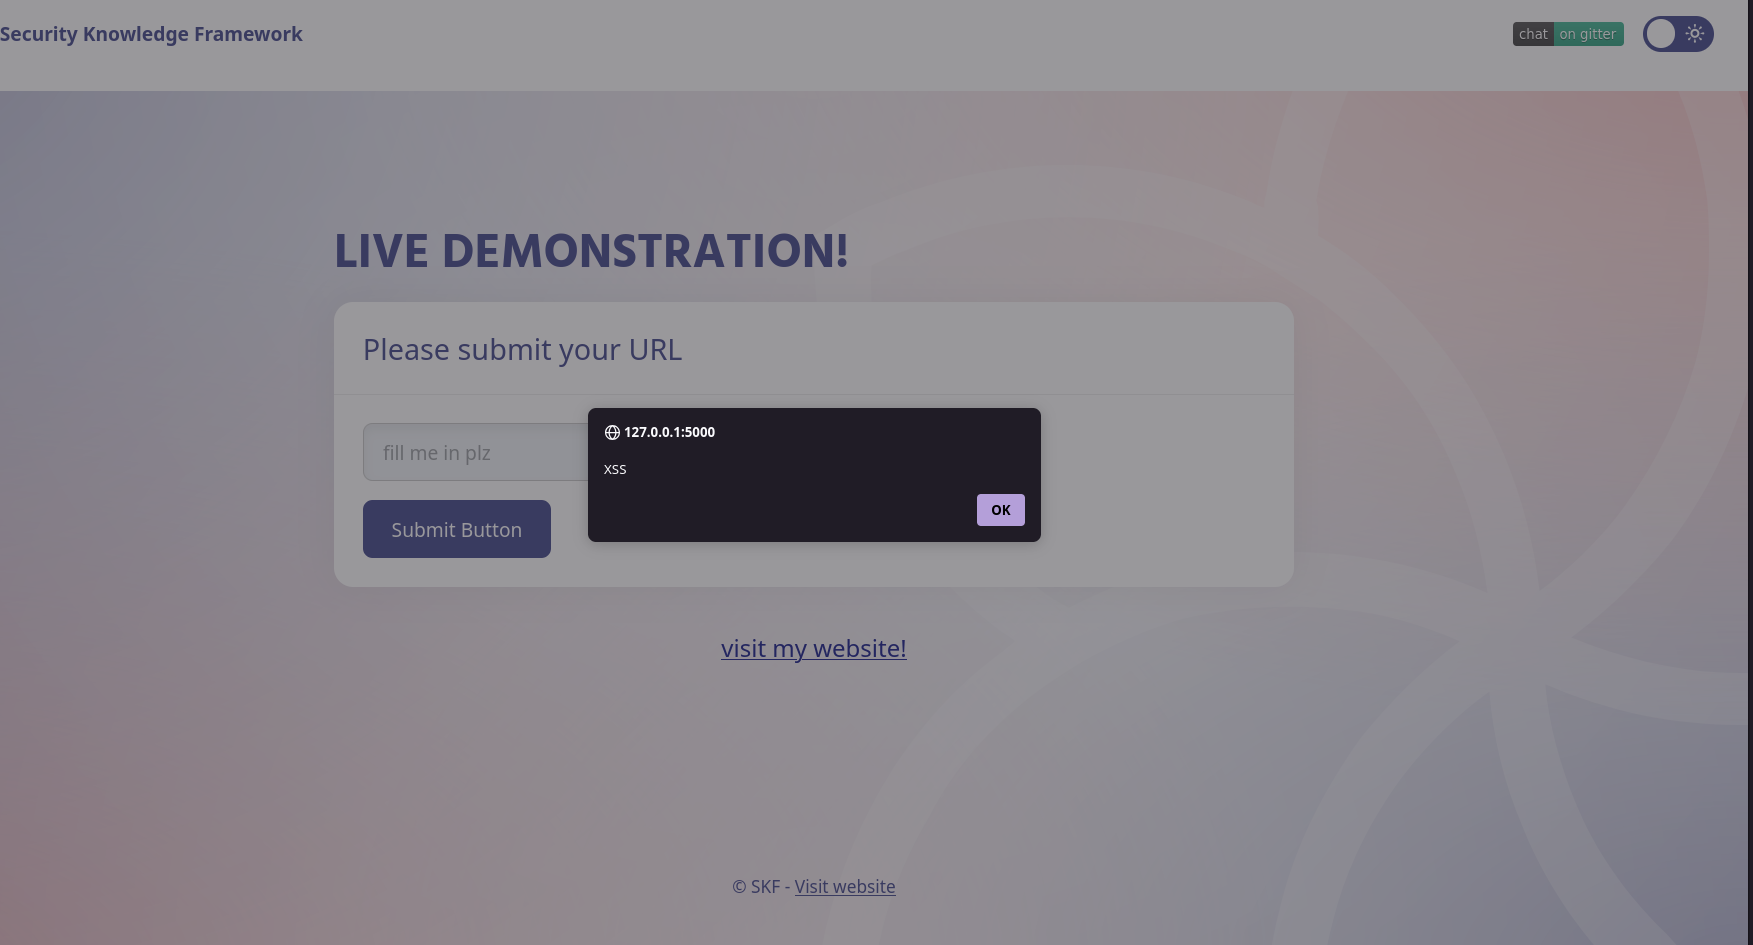 Security Knowledge Framework
chat on gitter
LIVE DEMONSTRATION!
Please submit your URL
127.0.0.1:5000
fill me in plz
xss
OK
Submit Button
visit my website!
© SKF - Visit website